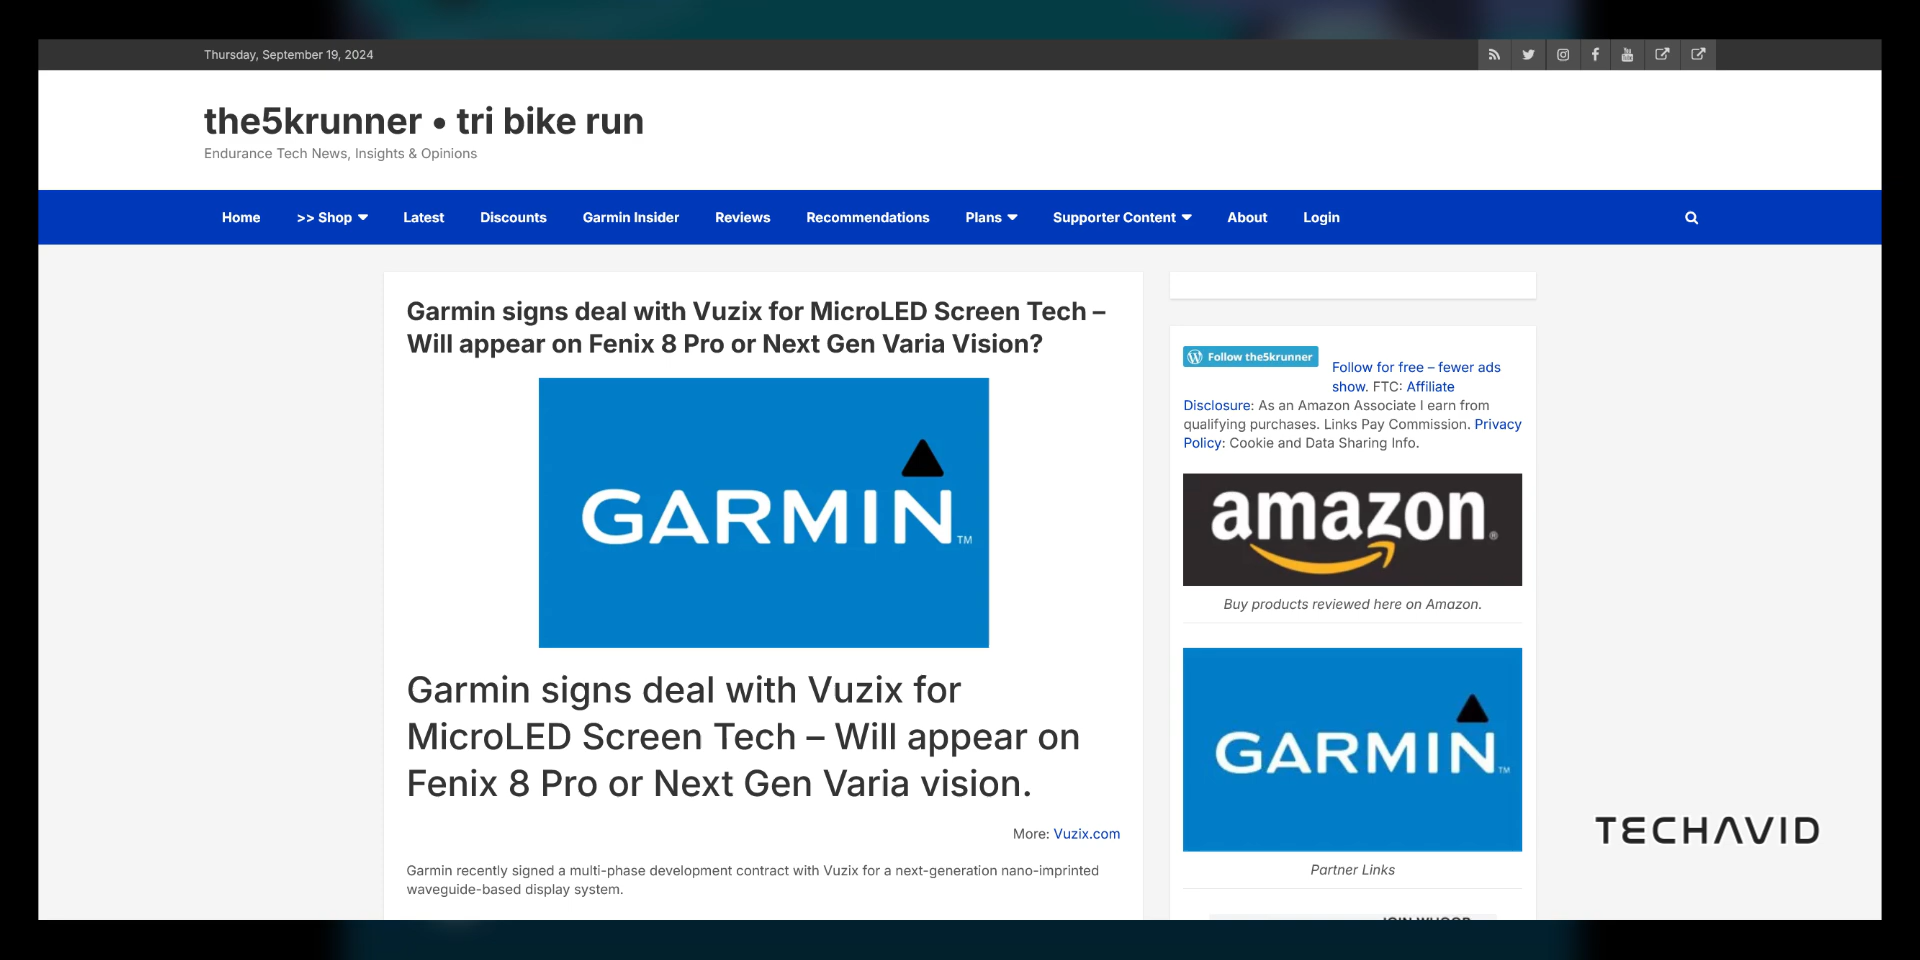 Thursday, September 19, 2024
the5krunner • tri bike run
Endurance Tech News, Insights & Opinions
Home >> Shop Latest Discounts Garmin Insider Reviews Recommendations Plans Supporter Content About Login
Garmin signs deal with Vuzix for MicroLED Screen Tech –
Will appear on Fenix 8 Pro or Next Gen Varia Vision?
GARMIN™
Garmin signs deal with Vuzix for
MicroLED Screen Tech – Will appear on
Fenix 8 Pro or Next Gen Varia vision.
More: Vuzix.com
Garmin recently signed a multi-phase development contract with Vuzix for a next-generation nano-imprinted
waveguide-based display system.
Follow the5krunner
Follow for free – fewer ads
show. FTC: Affiliate
Disclosure: As an Amazon Associate I earn from
qualifying purchases. Links Pay Commission. Privacy
Policy: Cookie and Data Sharing Info.
amazon®
Buy products reviewed here on Amazon.
GARMIN™
Partner Links
JOIN WHOOP
TECHAVID